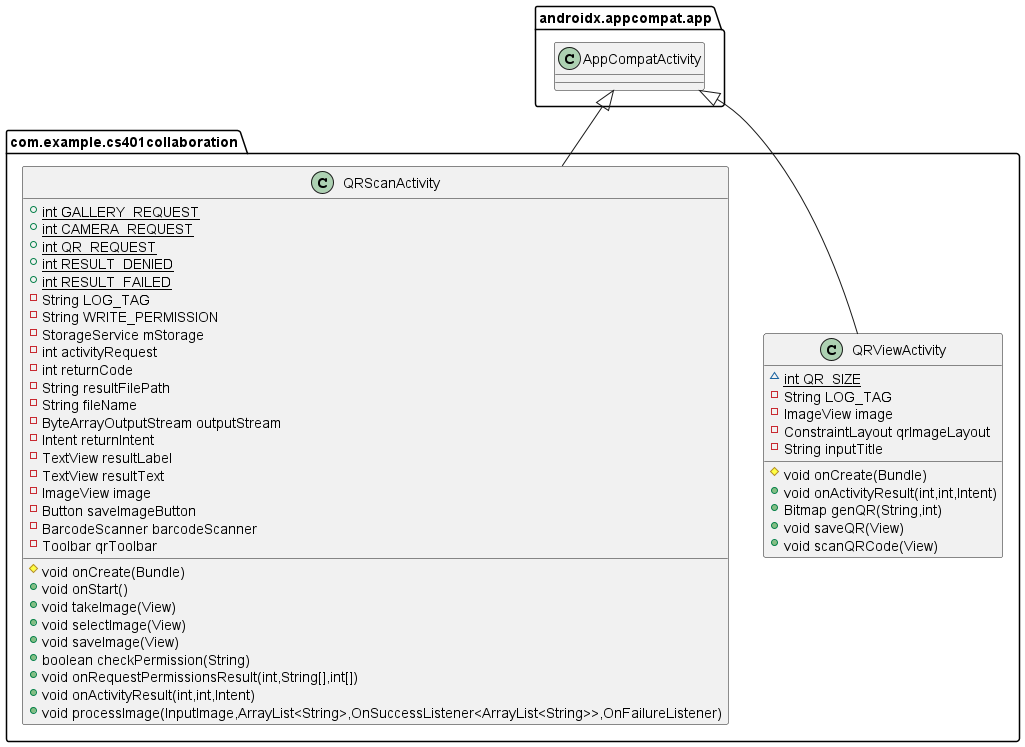 androidx.appcompat.app
C AppCompatActivity
com.example.cs401collaboration
C QRScanActivity
int GALLERY_REQUEST
int CAMERA_REQUEST
int QR_REQUEST
int RESULT_DENIED
int RESULT_FAILED
String LOG_TAG
String WRITE_PERMISSION
StorageService mStorage
int activityRequest
int returnCode
String resultFilePath
String fileName
ByteArrayOutputStream outputStream
Intent returnIntent
TextView resultLabel
TextView resultText
ImageView image
Button saveImageButton
BarcodeScanner barcodeScanner
Toolbar qrToolbar
void onCreate(Bundle)
void onStart()
void takeImage(View)
void selectImage(View)
void saveImage(View)
boolean checkPermission(String)
void onRequestPermissionsResult(int,String[],int[])
void onActivityResult(int,int,Intent)
void processImage(InputImage,ArrayList<String>,OnSuccessListener<ArrayList<String>>,OnFailureListener)
C QRViewActivity
int QR_SIZE
String LOG_TAG
ImageView image
ConstraintLayout qrImageLayout
String inputTitle
void onCreate(Bundle)
void onActivityResult(int,int,Intent)
Bitmap genQR(String,int)
void saveQR(View)
void scanQRCode(View)